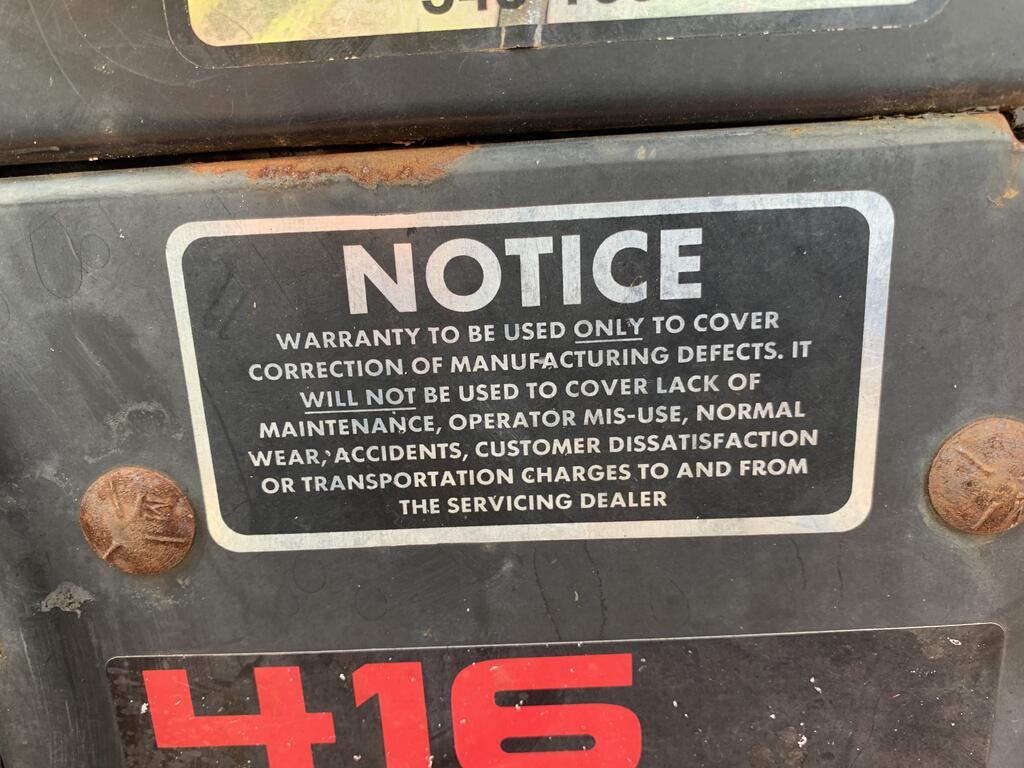 NOTICE
WARRANTY TO BE USED ONLY TO COVER
CORRECTION OF MANUFACTURING DEFECTS. IT
WILL NOT BE USED TO COVER LACK OF
MAINTENANCE, OPERATOR MIS-USE, NORMAL
WEAR, ACCIDENTS, CUSTOMER DISSATISFACTION
OR TRANSPORTATION CHARGES TO AND FROM
THE SERVICING DEALER
416